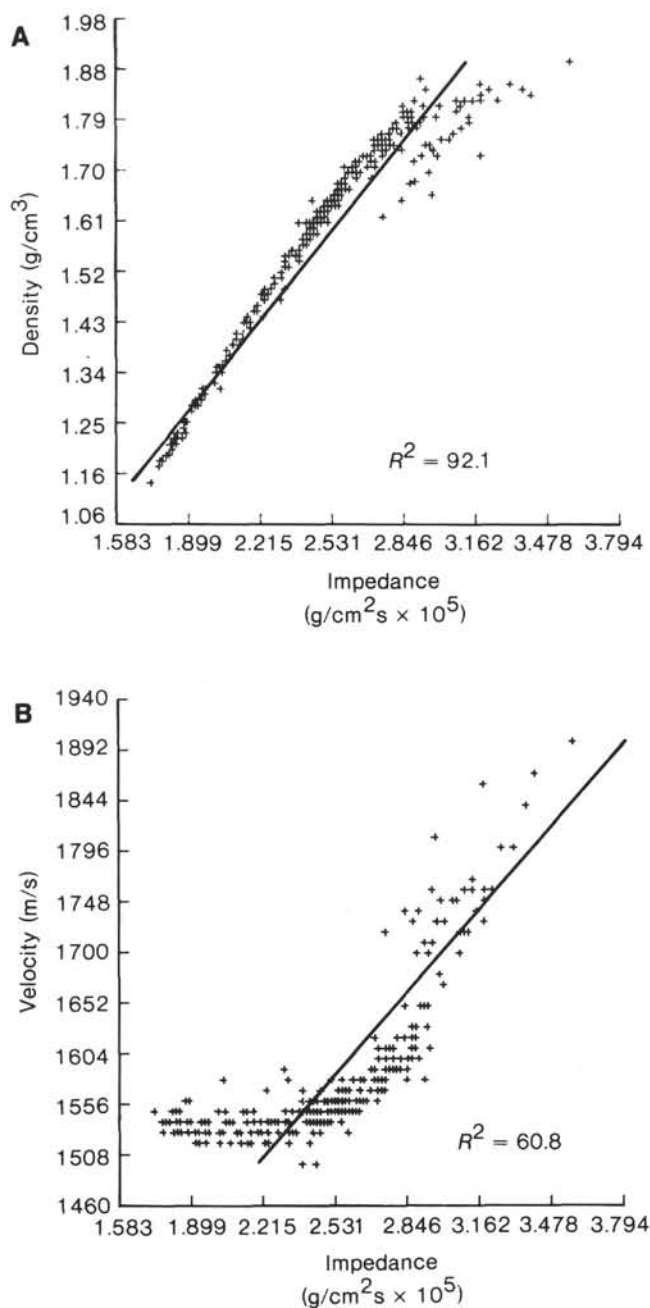 A
Density (g/cm³)
1.98
1.88
1.79
1.70
1.61
1.52
1.43
1.34
1.25
1.16
1.06
R² = 92.1
1.583 1.899 2.215 2.531 2.846 3.162 3.478 3.794
Impedance
(g/cm²s × 10⁵)
B
Velocity (m/s)
1940
1892
1844
1796
1748
1700
1652
1604
1556
1508
1460
R² = 60.8
1.583 1.899 2.215 2.531 2.846 3.162 3.478 3.794
Impedance
(g/cm²s × 10⁵)